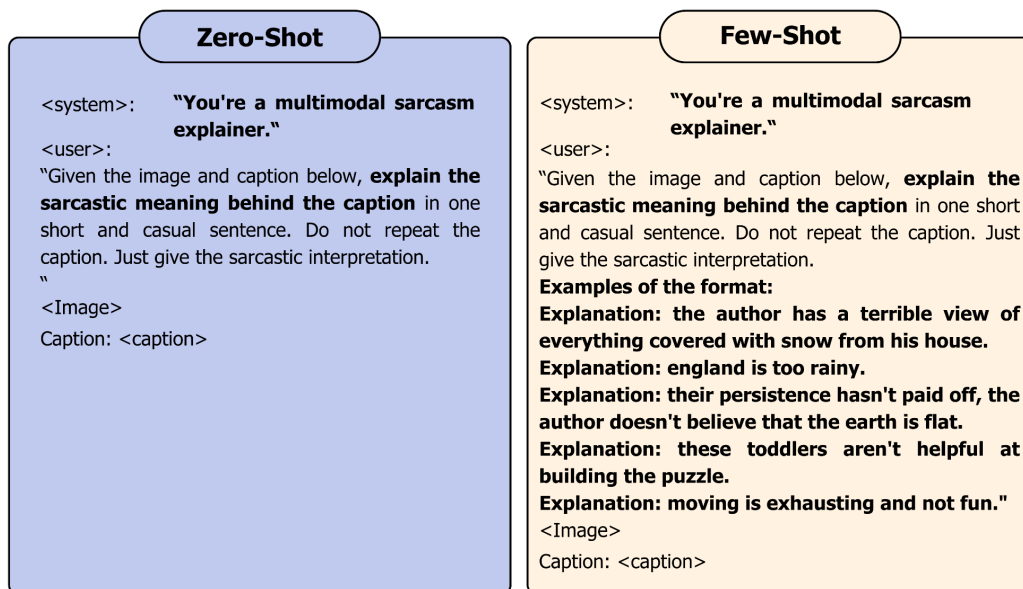 Zero-Shot
<system>: “You're a multimodal sarcasm
explainer.“
<user>:
“Given the image and caption below, explain the
sarcastic meaning behind the caption in one
short and casual sentence. Do not repeat the
caption. Just give the sarcastic interpretation.
“
<Image>
Caption: <caption>
Few-Shot
<system>: “You're a multimodal sarcasm
explainer.“
<user>:
“Given the image and caption below, explain the
sarcastic meaning behind the caption in one short
and casual sentence. Do not repeat the caption. Just
give the sarcastic interpretation.
Examples of the format:
Explanation: the author has a terrible view of
everything covered with snow from his house.
Explanation: england is too rainy.
Explanation: their persistence hasn't paid off, the
author doesn't believe that the earth is flat.
Explanation: these toddlers aren't helpful at
building the puzzle.
Explanation: moving is exhausting and not fun."
<Image>
Caption: <caption>